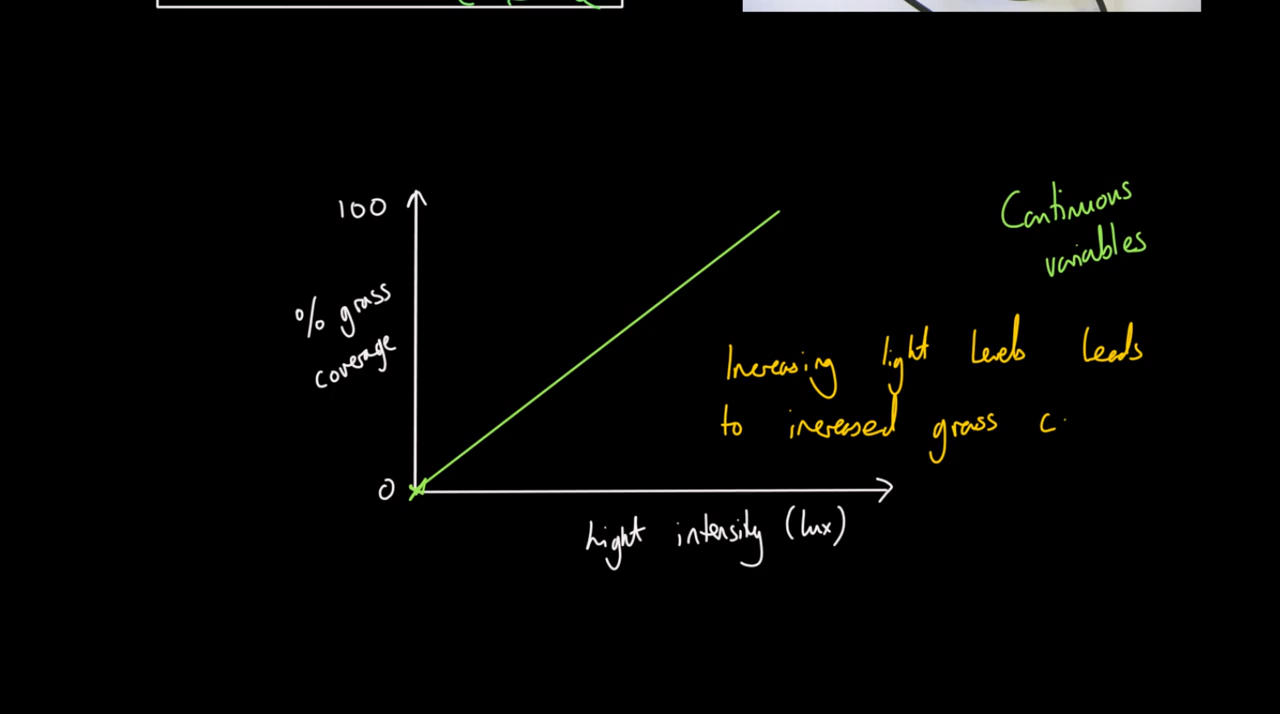 100
% grass
coverage
0
Light intensity (lux)
Continuous
variables
Increasing light levels leads
to increased grass c